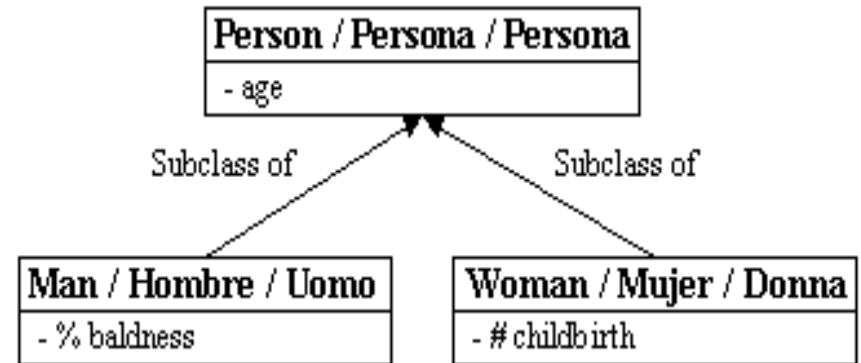 Person / Persona / Persona
- age
Subclass of
Subclass of
Man / Hombre / Uomo
- % baldness
Woman / Mujer / Donna
- # childbirth